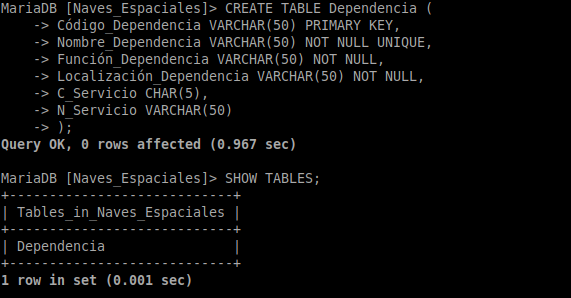 MariaDB [Naves_Espaciales]> CREATE TABLE Dependencia (
    -> Código_Dependencia VARCHAR(50) PRIMARY KEY,
    -> Nombre_Dependencia VARCHAR(50) NOT NULL UNIQUE,
    -> Función_Dependencia VARCHAR(50) NOT NULL,
    -> Localización_Dependencia VARCHAR(50) NOT NULL,
    -> C_Servicio CHAR(5),
    -> N_Servicio VARCHAR(50)
    -> );
Query OK, 0 rows affected (0.967 sec)

MariaDB [Naves_Espaciales]> SHOW TABLES;
+----------------------------+
| Tables_in_Naves_Espaciales |
+----------------------------+
| Dependencia                |
+----------------------------+
1 row in set (0.001 sec)